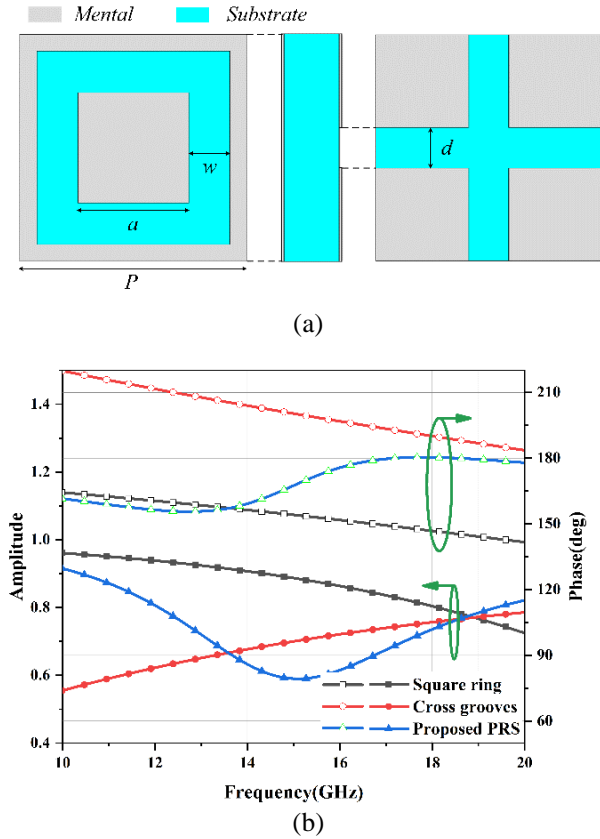 Mental Substrate
w
d
a
P
(a)
1.4
1.2
1.0
0.8
0.6
0.4
Amplitude
210
180
150
120
90
60
Phase(deg)
Square ring
Cross grooves
Proposed PRS
10 12 14 16 18 20
Frequency(GHz)
(b)